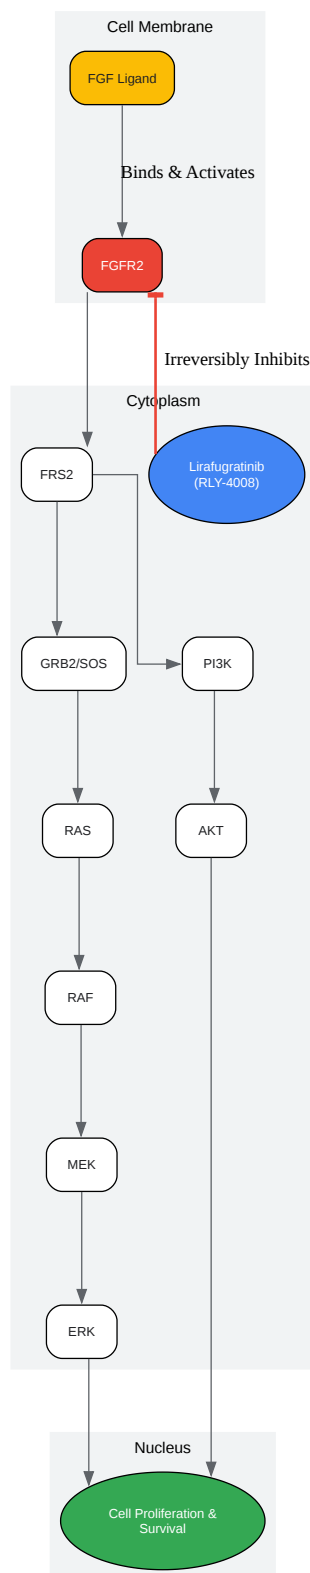 Cell Membrane
FGF Ligand
Binds & Activates
FGFR2
Irreversibly Inhibits
Cytoplasm
Lirafugratinib
(RLY-4008)
FRS2
GRB2/SOS
PI3K
RAS
AKT
RAF
MEK
ERK
Nucleus
Cell Proliferation &
Survival